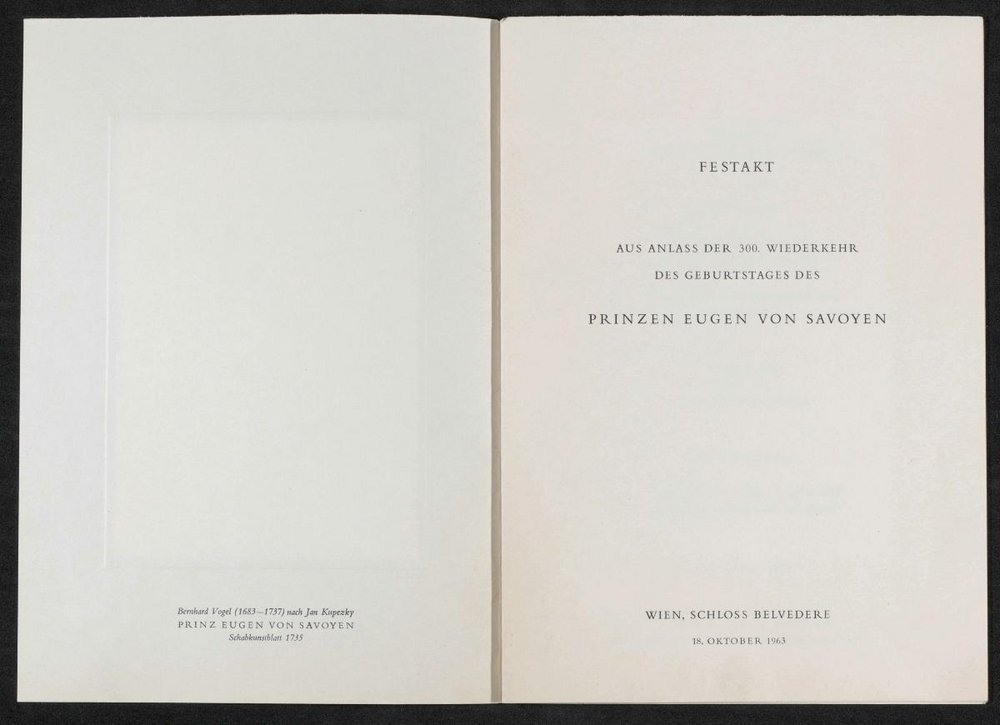 Bernhard Vogel (1683—1737) nach Jan Kupezky
PRINZ EUGEN VON SAVOYEN
Schabkunstblatt 1735
FESTAKT
AUS ANLASS DER 300. WIEDERKEHR
DES GEBURTSTAGES DES
PRINZEN EUGEN VON SAVOYEN
WIEN, SCHLOSS BELVEDERE
18. OKTOBER 1963